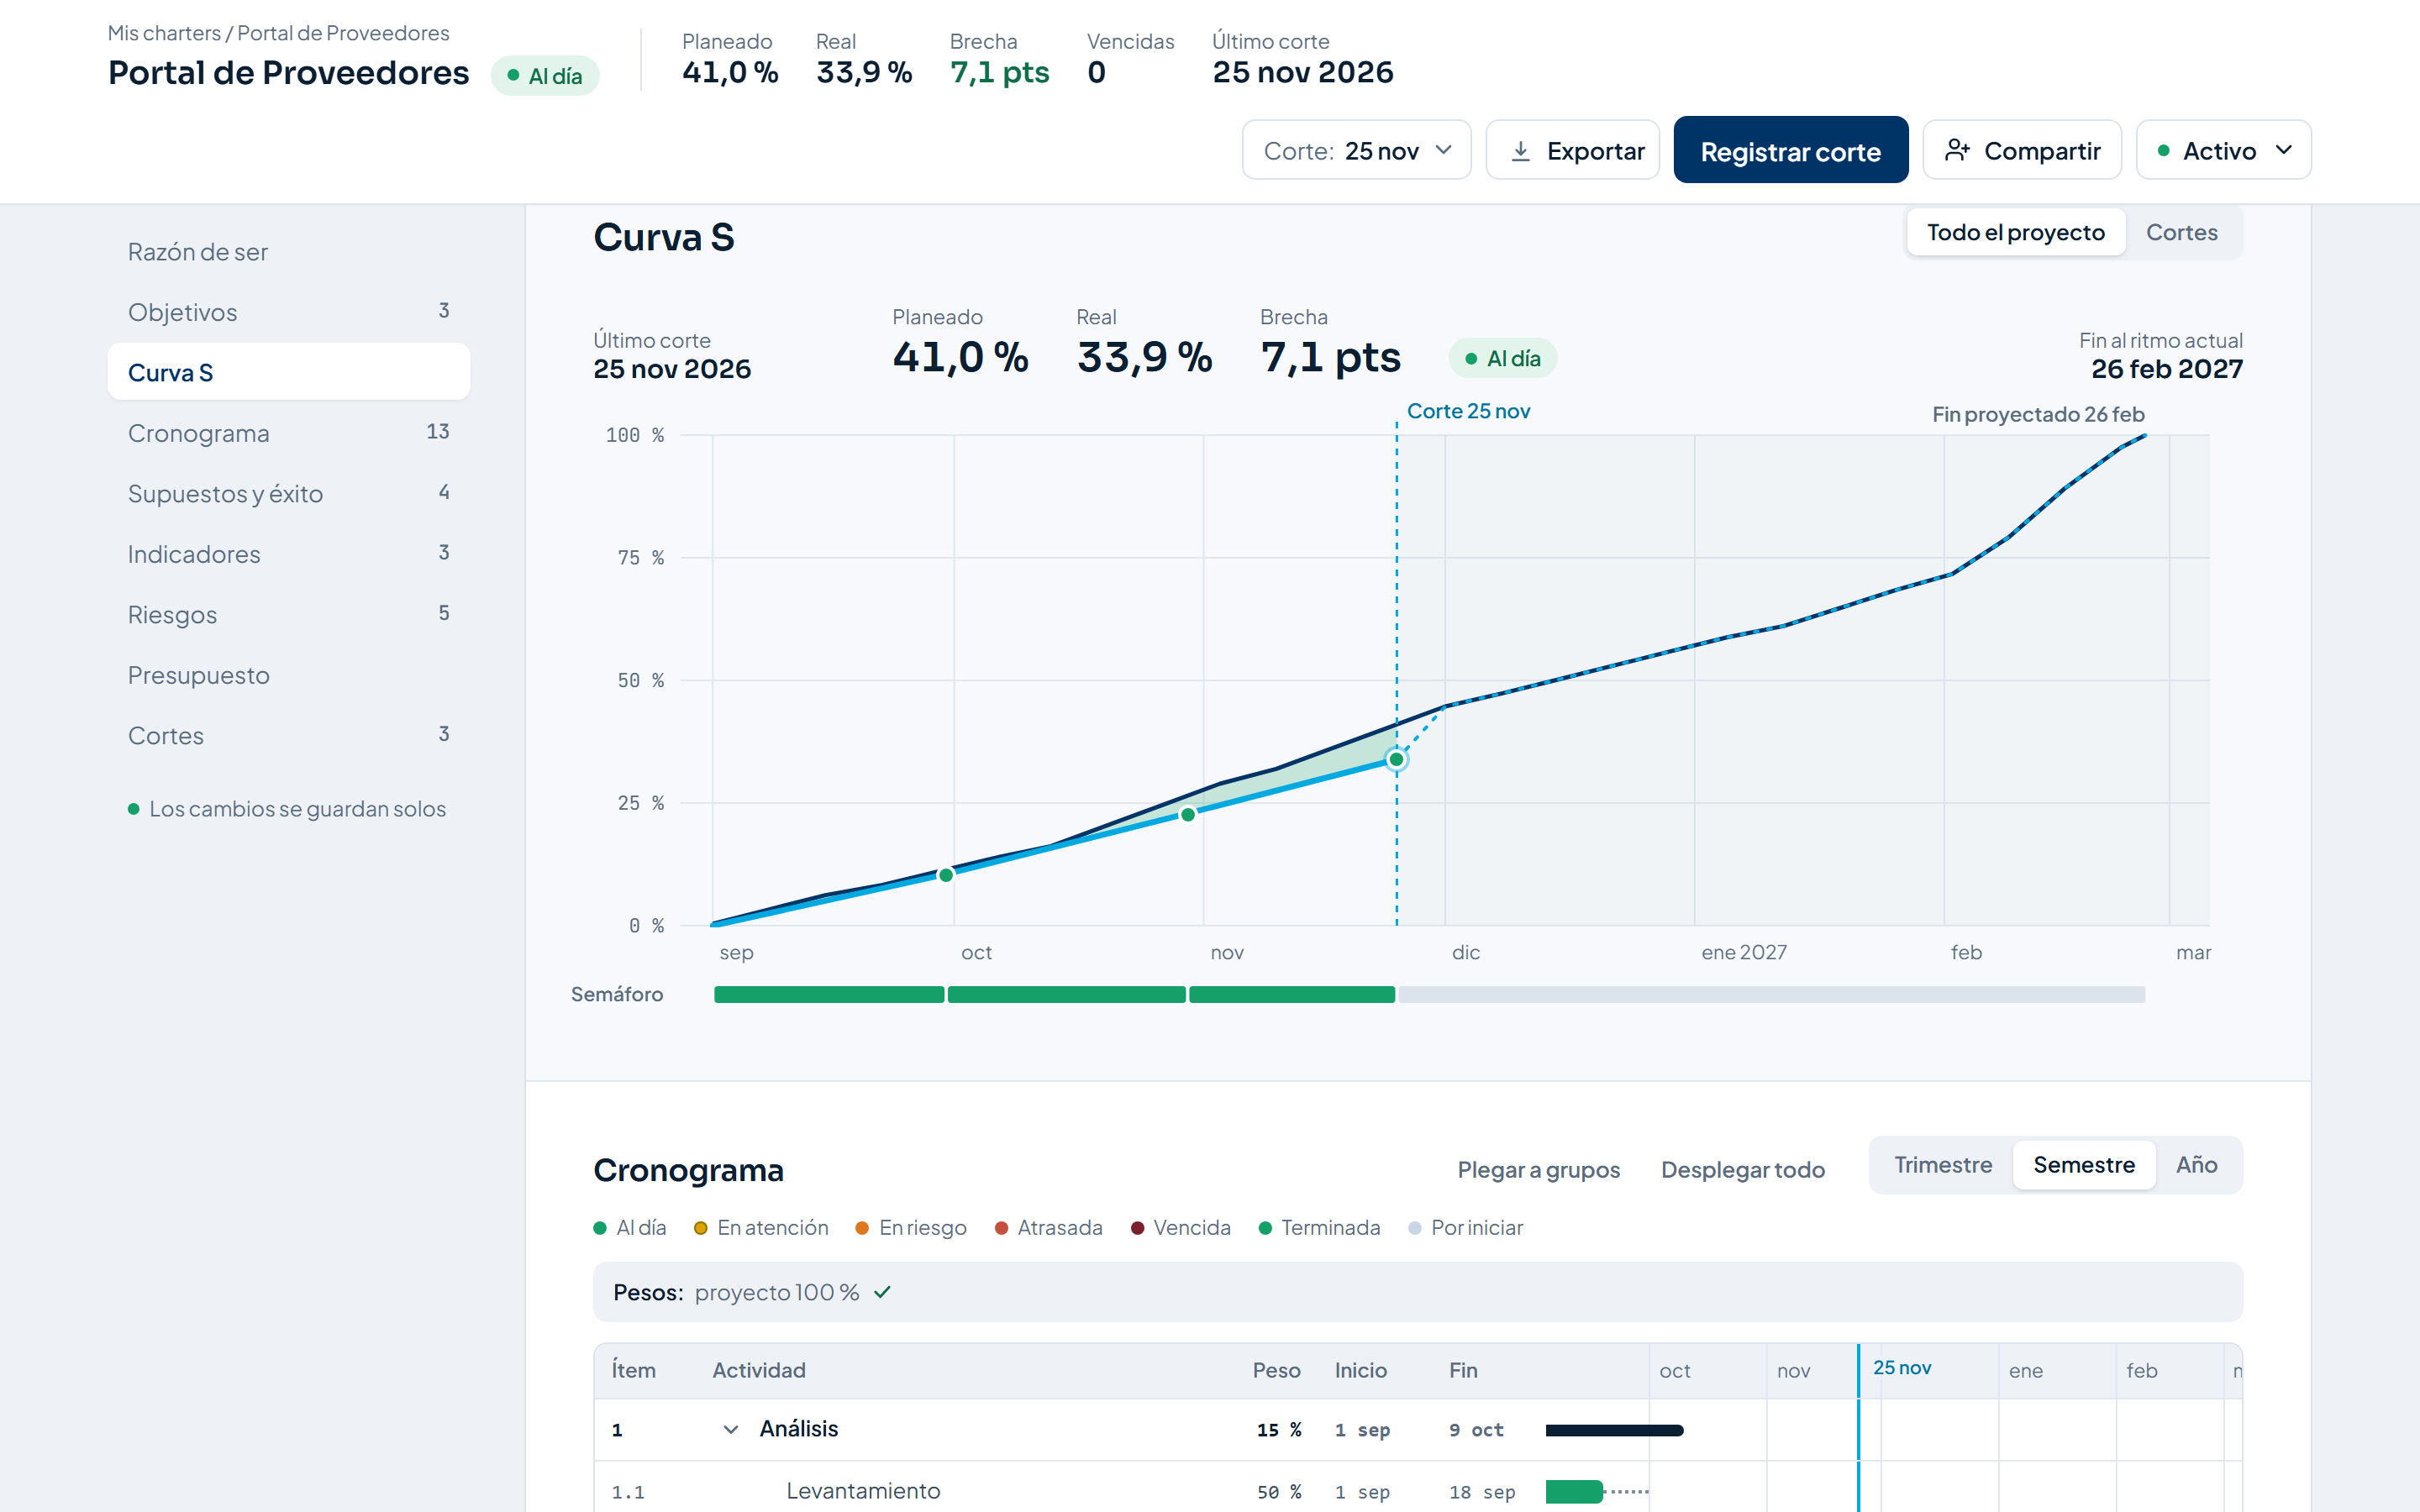 Mis charters / Portal de Proveedores
Portal de Proveedores
Al día
Planeado
41,0 %
Real
33,9 %
Brecha
7,1 pts
Vencidas
0
Último corte
25 nov 2026
Corte: 25 nov
Exportar
Registrar corte
Compartir
Activo
Razón de ser
Objetivos 3
Curva S
Cronograma 13
Supuestos y éxito 4
Indicadores 3
Riesgos 5
Presupuesto
Cortes 3
Los cambios se guardan solos
Curva S
Todo el proyecto
Cortes
Último corte
25 nov 2026
Planeado
41,0 %
Real
33,9 %
Brecha
7,1 pts
Al día
Fin al ritmo actual
26 feb 2027
Corte 25 nov
Fin proyectado 26 feb
100 %
75 %
50 %
25 %
0 %
sep oct nov dic ene 2027 feb mar
Semáforo
Cronograma
Plegar a grupos
Desplegar todo
Trimestre
Semestre
Año
Al día En atención En riesgo Atrasada Vencida Terminada Por iniciar
Pesos: proyecto 100 %
Ítem Actividad Peso Inicio Fin oct nov 25 nov ene feb
1 Análisis 15 % 1 sep 9 oct
1.1 Levantamiento 50 % 1 sep 18 sep